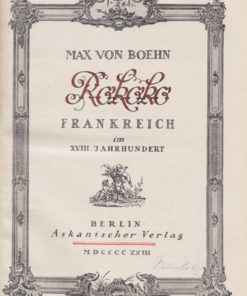 MAX VON BOEHN
Rokoko
FRANKREICH
im
XVIII. JAHRHUNDERT
BERLIN
Askanischer Verlag
MDCCCCXXIII